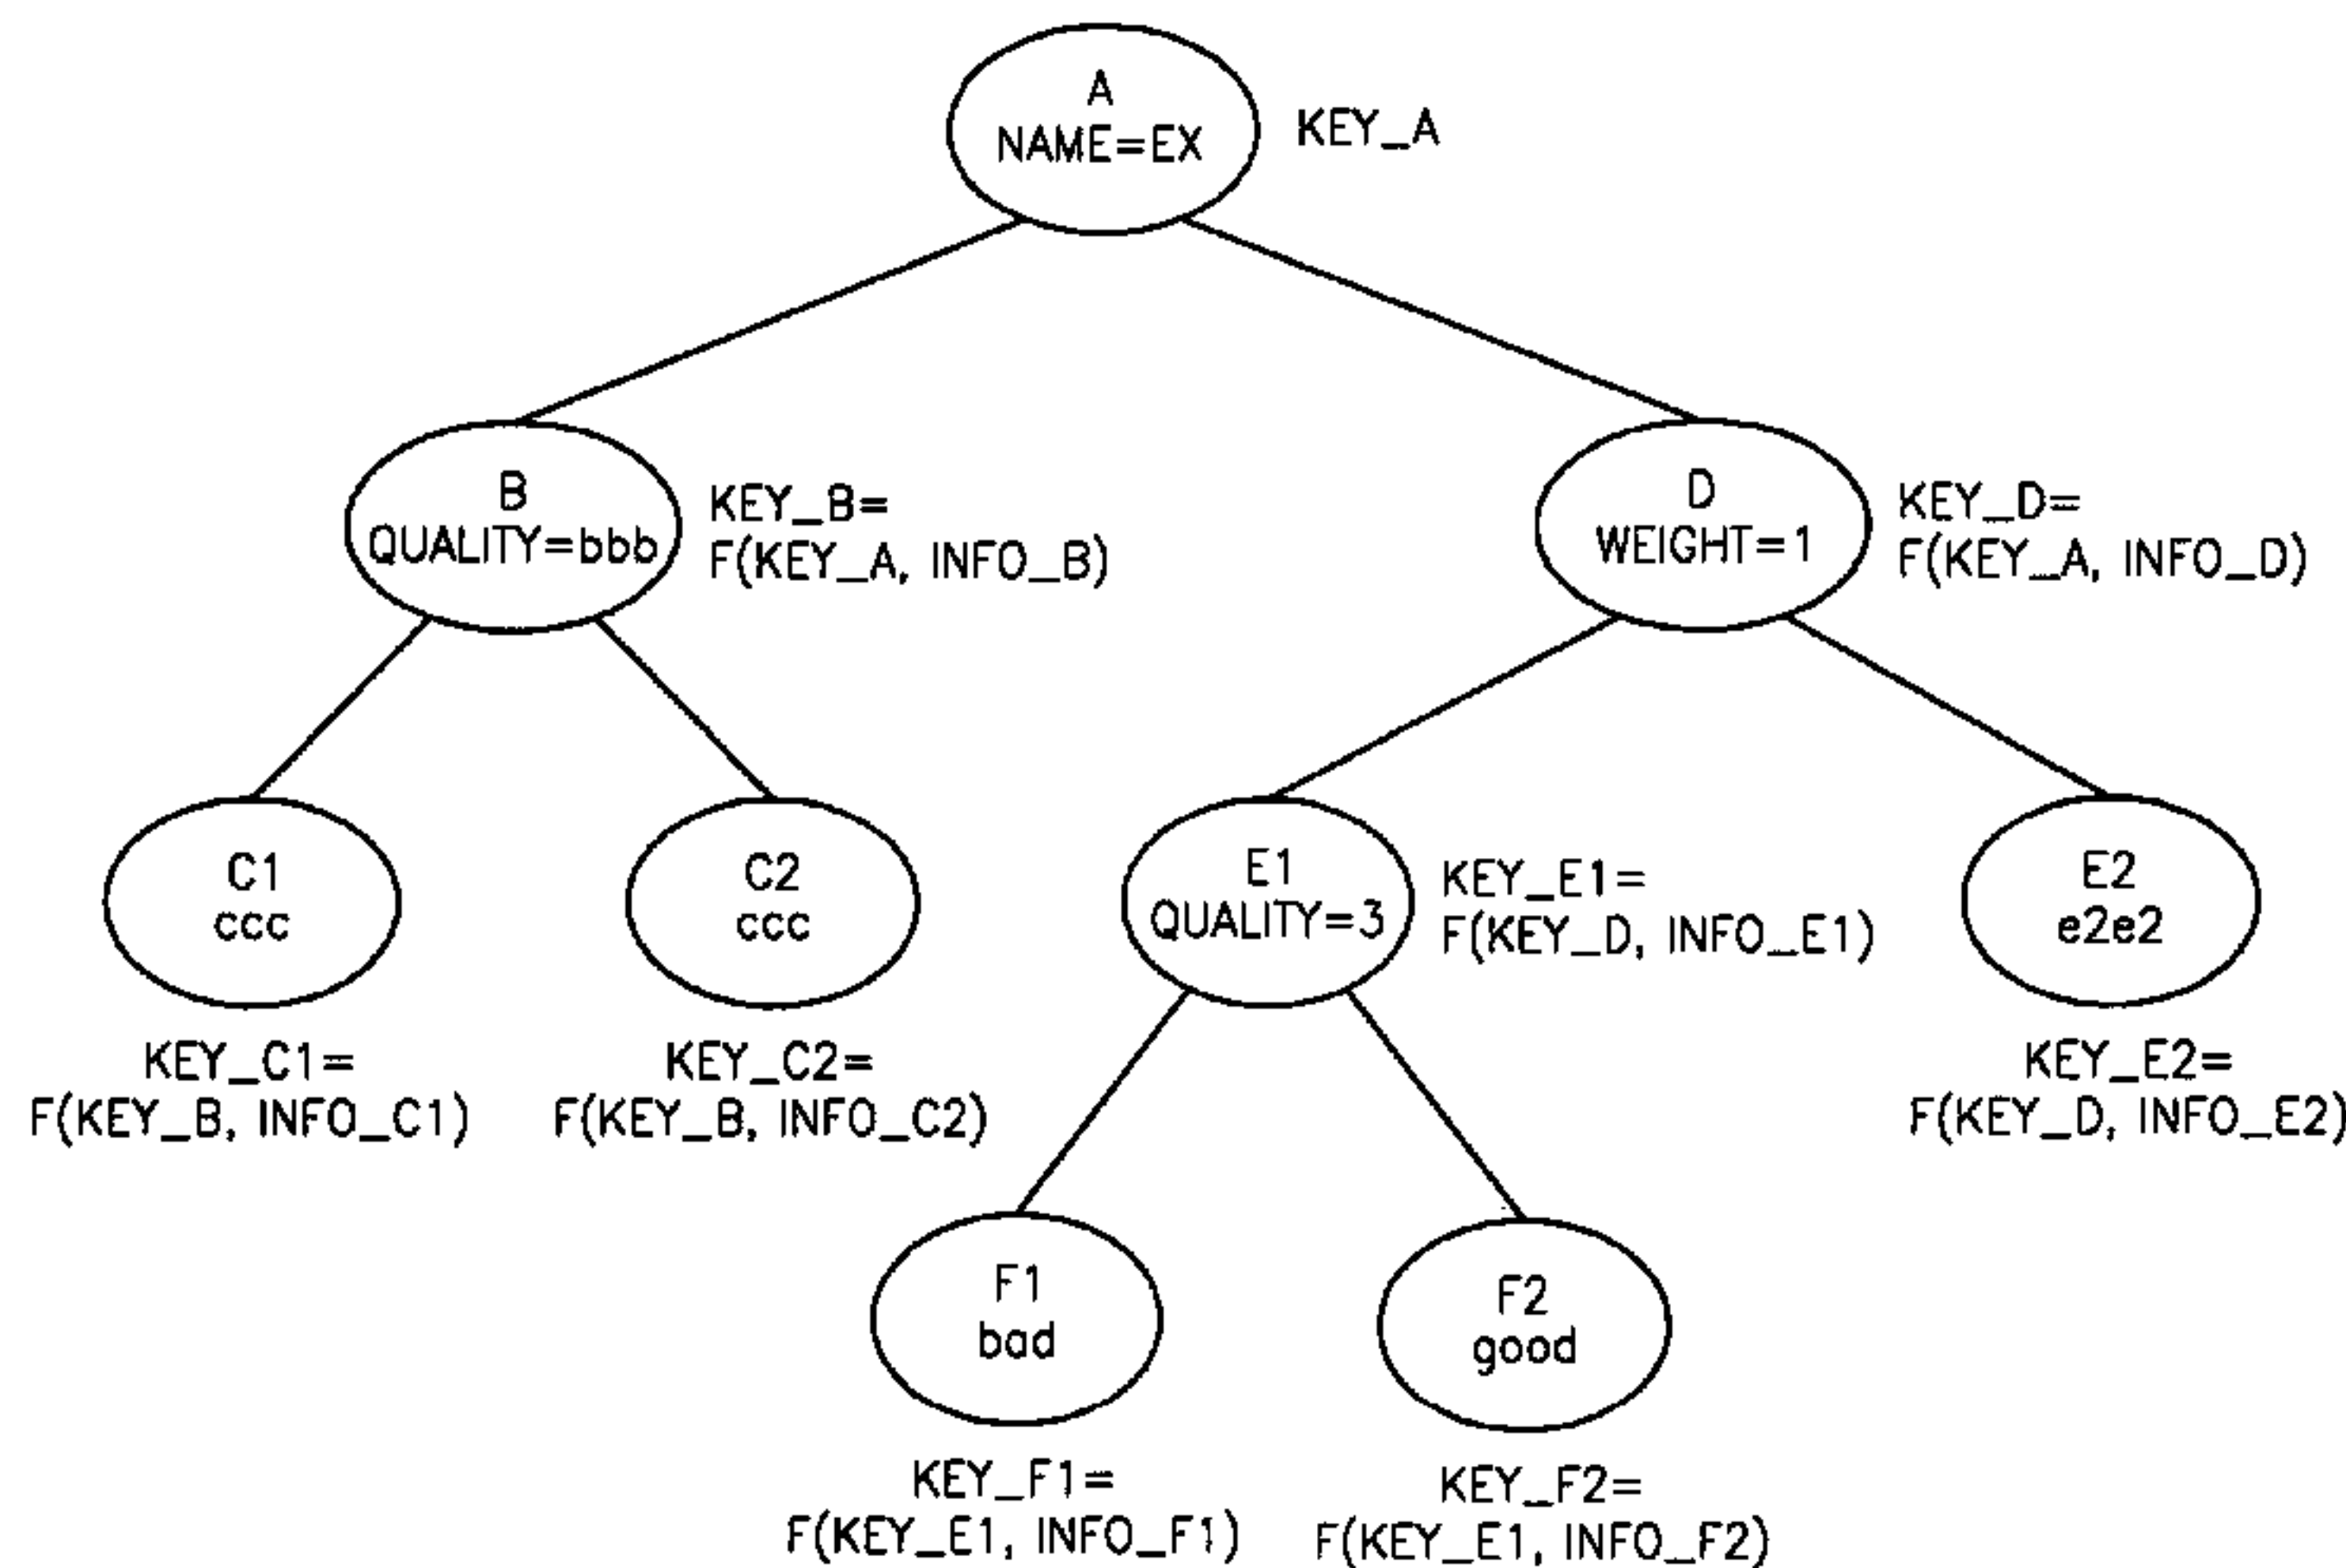 A
NAME=EX
KEY_A
B
QUALITY=bbb
KEY_B=
F(KEY_A, INFO_B)
D
WEIGHT=1
KEY_D=
F(KEY_A, INFO_D)
C1
ccc
KEY_C1=
F(KEY_B, INFO_C1)
C2
ccc
KEY_C2=
F(KEY_B, INFO_C2)
E1
QUALITY=3
KEY_E1=
F(KEY_D, INFO_E1)
E2
e2e2
KEY_E2=
F(KEY_D, INFO_E2)
F1
bad
KEY_F1=
F(KEY_E1, INFO_F1)
F2
good
KEY_F2=
F(KEY_E1, INFO_F2)